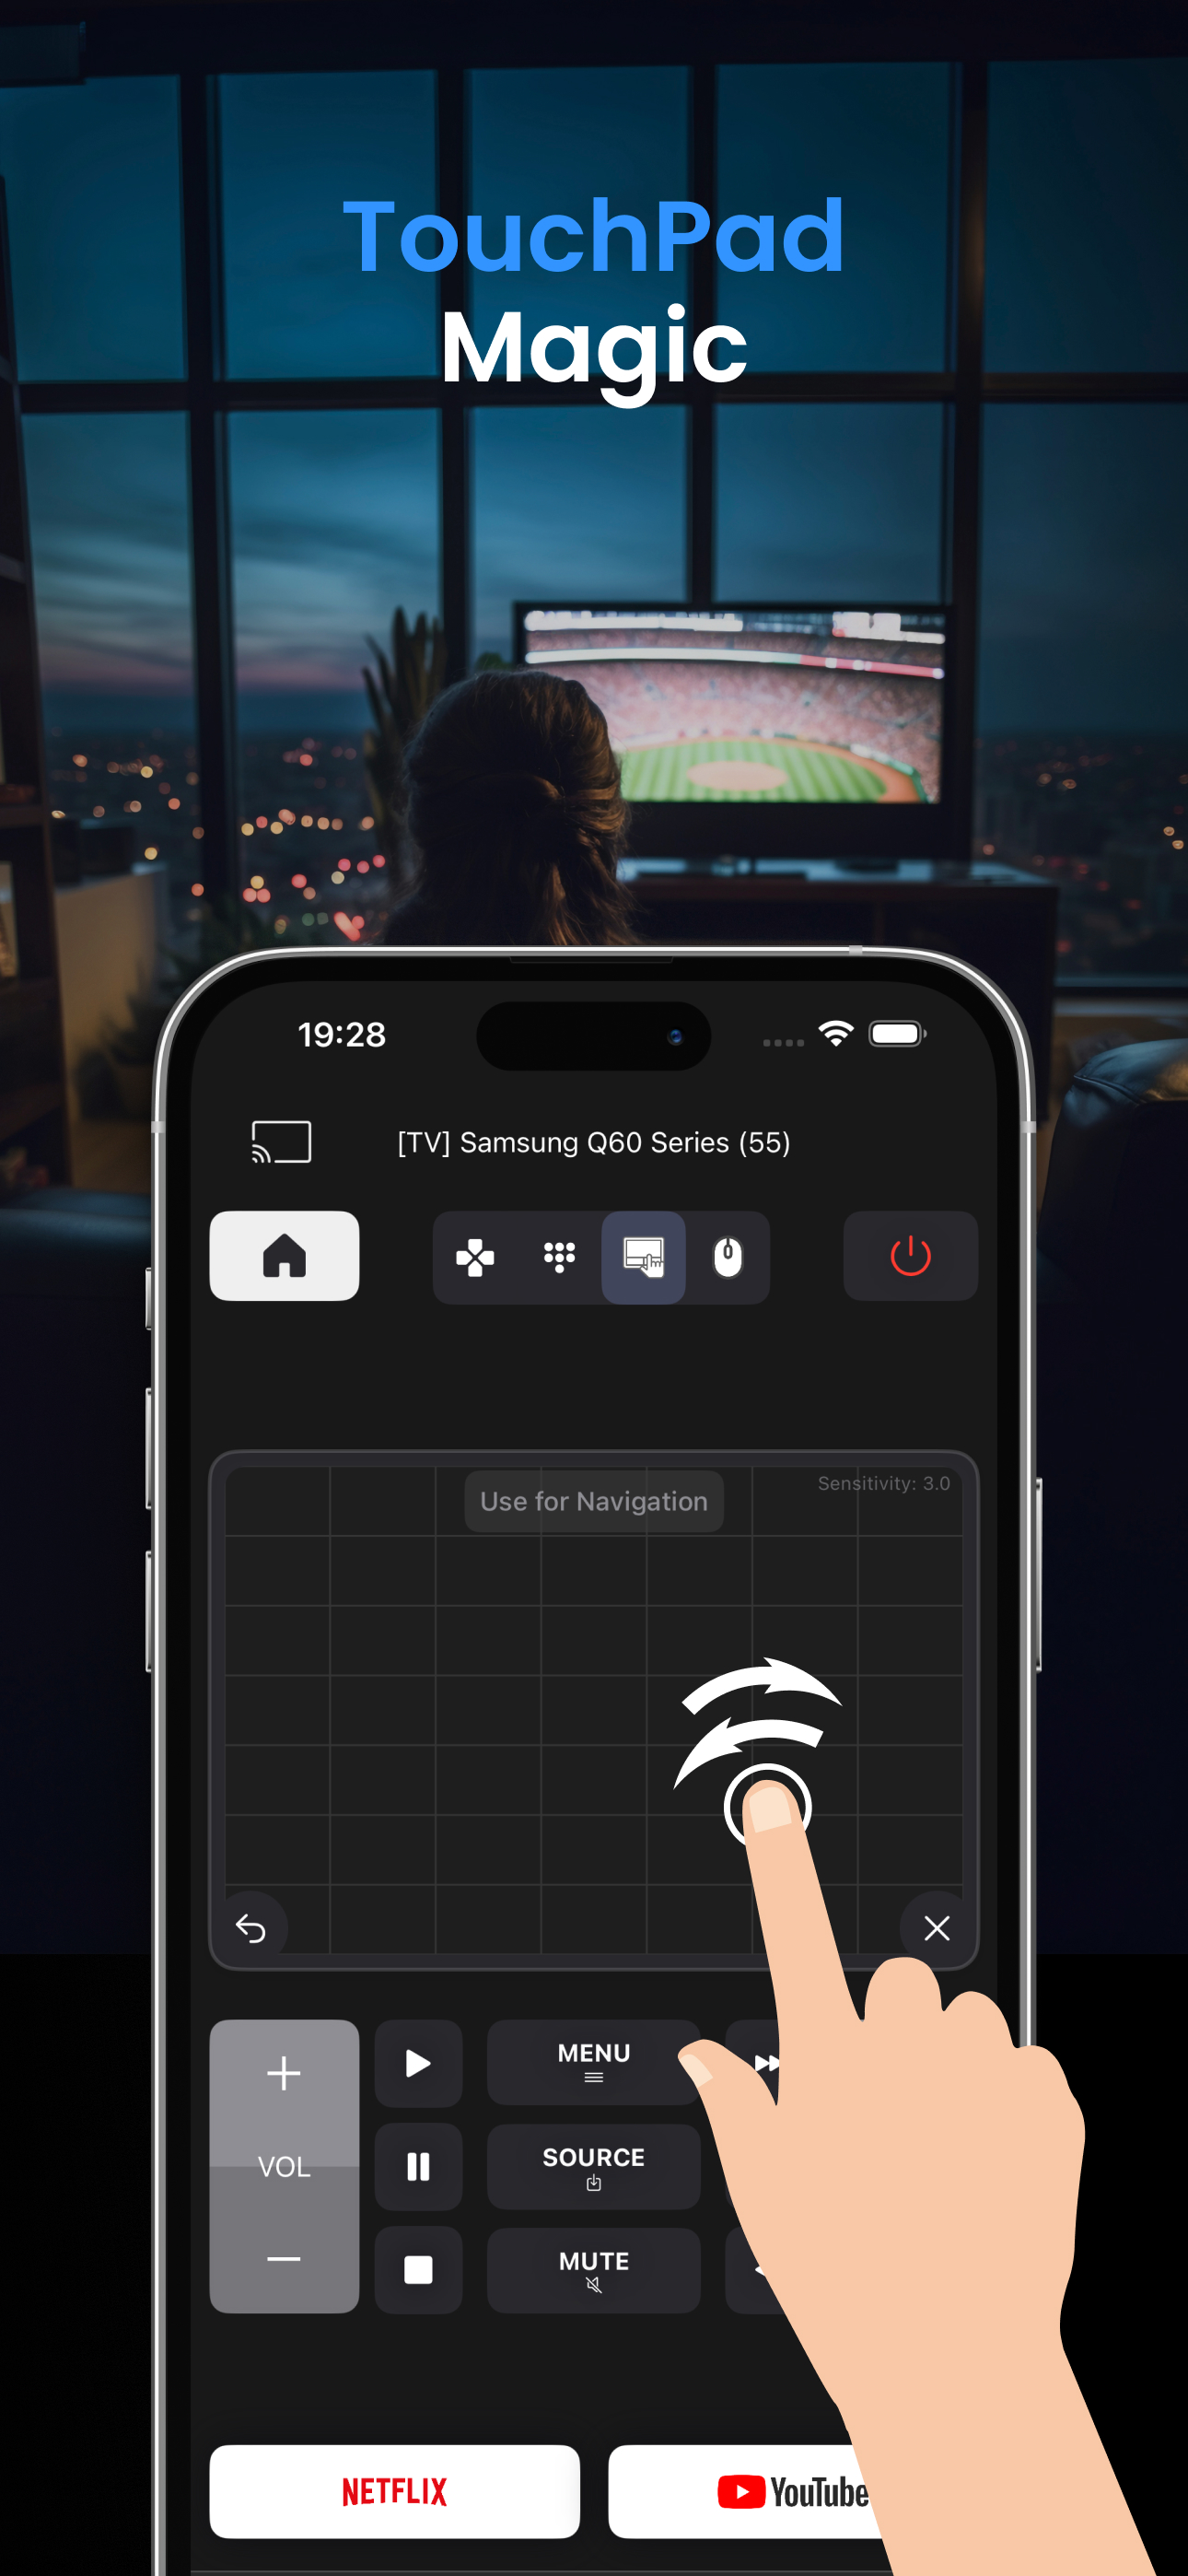 TouchPad
Magic
19:28
[TV] Samsung Q60 Series (55)
Use for Navigation
Sensitivity: 3.0
MENU
VOL
SOURCE
MUTE
NETFLIX
YouTube